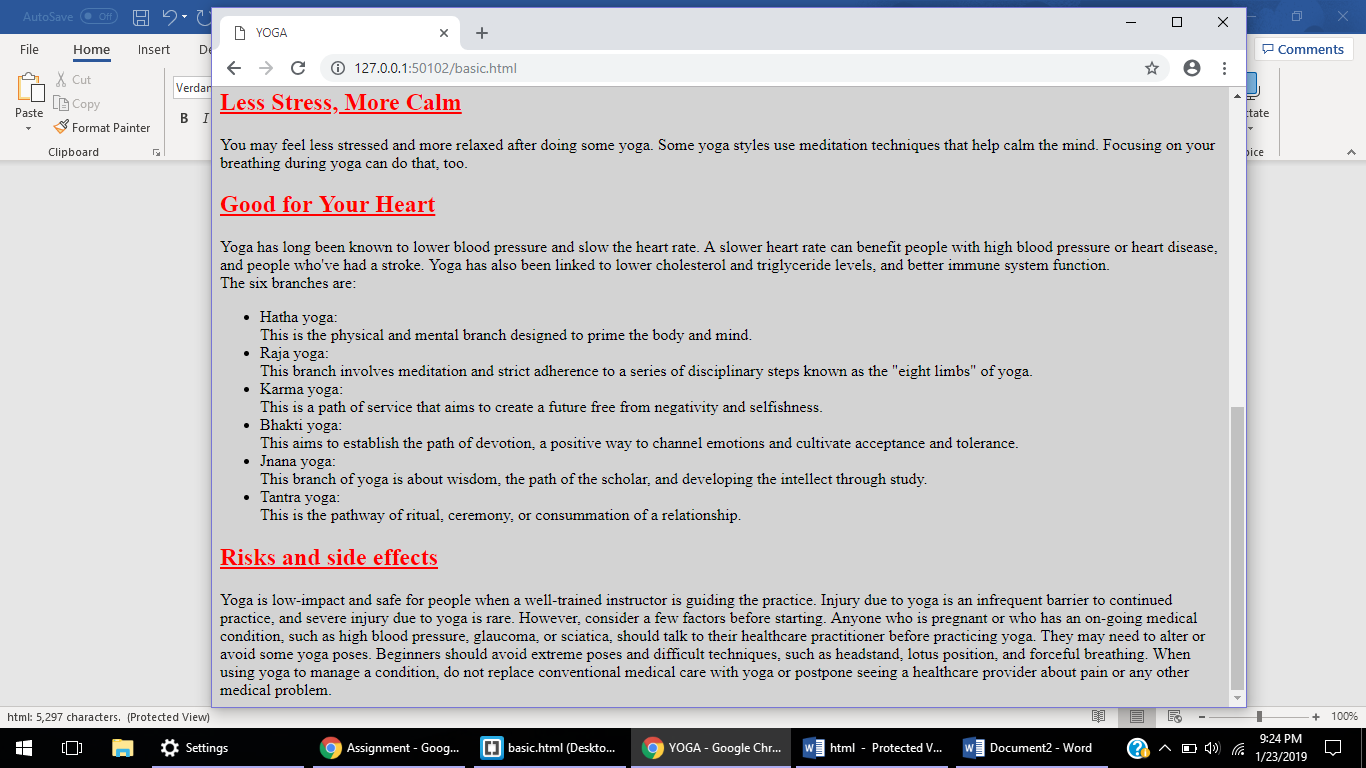 AutoSave Off
YOGA
File Home Insert De
Comments
127.0.0.1:50102/basic.html
Cut
Copy
Paste
Format Painter
Clipboard
Verdan
B I
ctate
oice
Less Stress, More Calm
You may feel less stressed and more relaxed after doing some yoga. Some yoga styles use meditation techniques that help calm the mind. Focusing on your
breathing during yoga can do that, too.
Good for Your Heart
Yoga has long been known to lower blood pressure and slow the heart rate. A slower heart rate can benefit people with high blood pressure or heart disease,
and people who've had a stroke. Yoga has also been linked to lower cholesterol and triglyceride levels, and better immune system function.
The six branches are:
• Hatha yoga:
This is the physical and mental branch designed to prime the body and mind.
• Raja yoga:
This branch involves meditation and strict adherence to a series of disciplinary steps known as the "eight limbs" of yoga.
• Karma yoga:
This is a path of service that aims to create a future free from negativity and selfishness.
• Bhakti yoga:
This aims to establish the path of devotion, a positive way to channel emotions and cultivate acceptance and tolerance.
• Jnana yoga:
This branch of yoga is about wisdom, the path of the scholar, and developing the intellect through study.
• Tantra yoga:
This is the pathway of ritual, ceremony, or consummation of a relationship.
Risks and side effects
Yoga is low-impact and safe for people when a well-trained instructor is guiding the practice. Injury due to yoga is an infrequent barrier to continued
practice, and severe injury due to yoga is rare. However, consider a few factors before starting. Anyone who is pregnant or who has an on-going medical
condition, such as high blood pressure, glaucoma, or sciatica, should talk to their healthcare practitioner before practicing yoga. They may need to alter or
avoid some yoga poses. Beginners should avoid extreme poses and difficult techniques, such as headstand, lotus position, and forceful breathing. When
using yoga to manage a condition, do not replace conventional medical care with yoga or postpone seeing a healthcare provider about pain or any other
medical problem.
html: 5,297 characters. (Protected View)
100%
Settings
Assignment - Goog...
basic.html (Deskto...
YOGA - Google Chr...
html - Protected V...
Document2 - Word
9:24 PM
1/23/2019